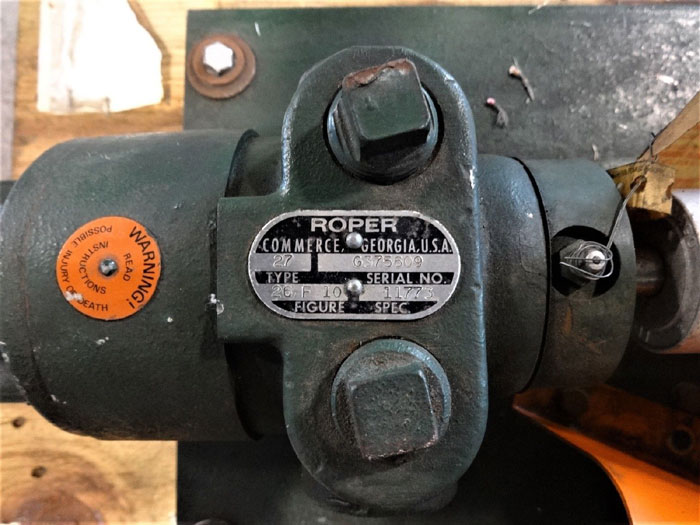 ROPER
COMMERCE, GEORGIA, U.S.A.
27 GS75809
TYPE SERIAL NO.
26 F 10 11773
FIGURE SPEC.
WARNING!
READ
INSTRUCTIONS
POSSIBLE INJURY OR DEATH